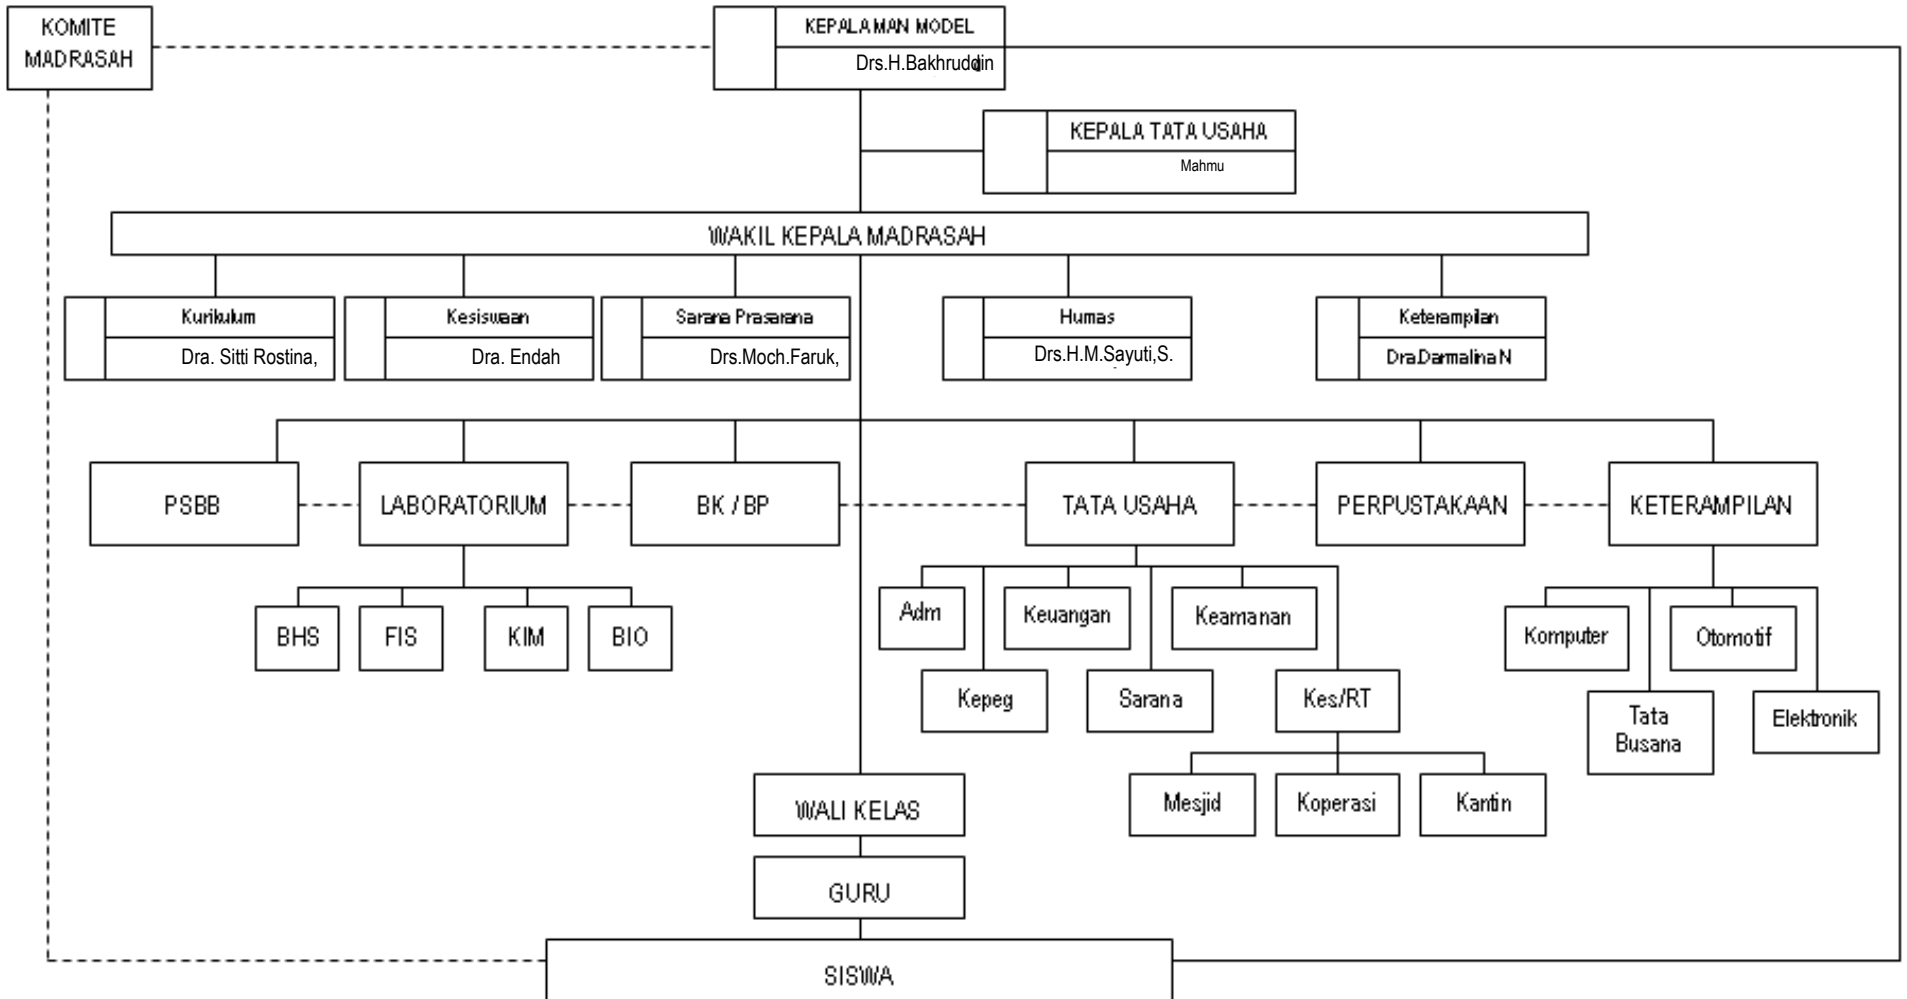 KOMITE
MADRASAH
KEPALA MAN MODEL
Drs.H.Bakhruddin
KEPALA TATA USAHA
Mahmu
WAKIL KEPALA MADRASAH
Kurikulum
Dra. Sitti Rostina,
Kesiswaan
Dra. Endah
Sarana Prasarana
Drs.Moch.Faruk,
Humas
Drs.H.M.Sayuti,S.
Keterampilan
Dra.Darmalina N
PSBB
LABORATORIUM
BK / BP
TATA USAHA
PERPUSTAKAAN
KETERAMPILAN
BHS
FIS
KIM
BIO
Adm
Keuangan
Keamanan
Kepeg
Sarana
Kes/RT
Komputer
Otomotif
Tata
Busana
Elektronik
Mesjid
Koperasi
Kantin
WALI KELAS
GURU
SISWA